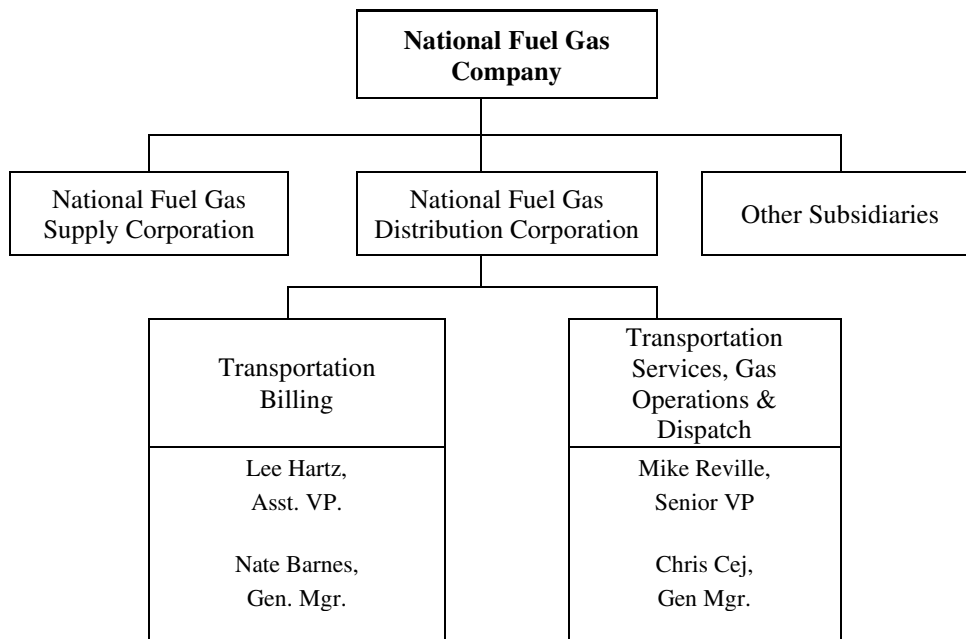 National Fuel Gas
Company
National Fuel Gas
Supply Corporation
National Fuel Gas
Distribution Corporation
Other Subsidiaries
Transportation
Billing
Lee Hartz,
Asst. VP.
Nate Barnes,
Gen. Mgr.
Transportation
Services, Gas
Operations &
Dispatch
Mike Reville,
Senior VP
Chris Cej,
Gen Mgr.